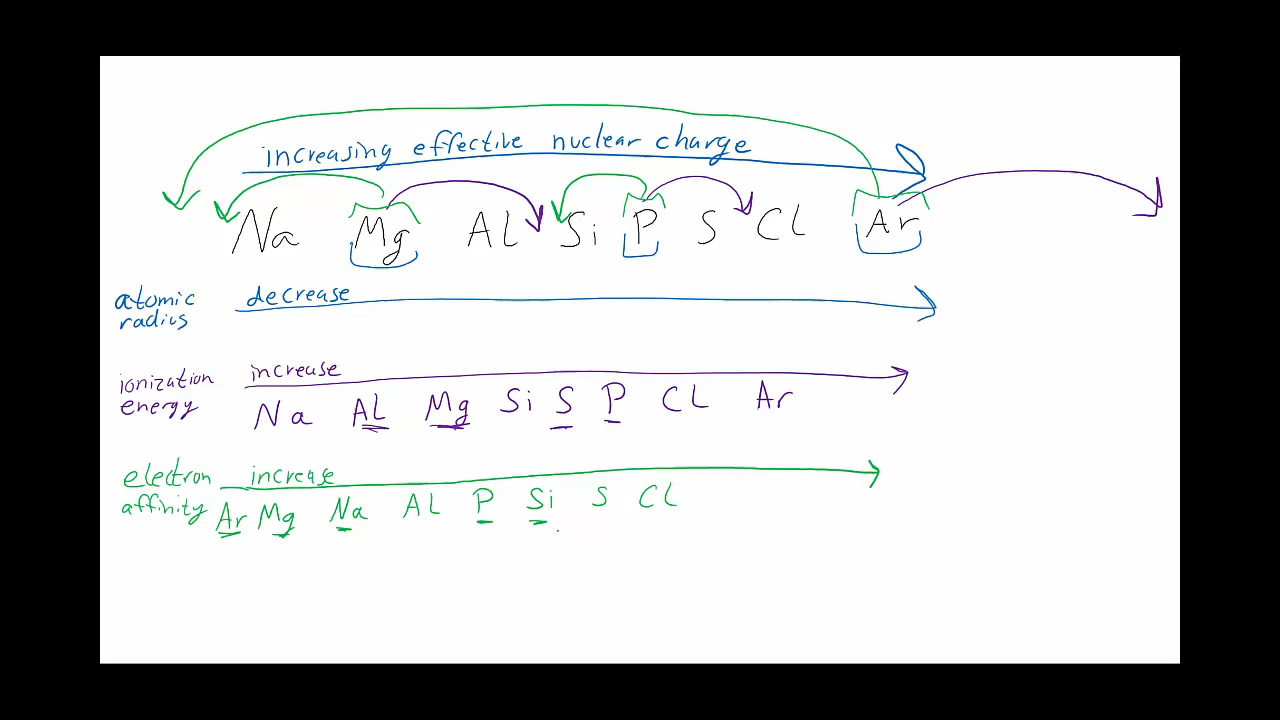 increasing effective nuclear charge
Na Mg AL Si P S CL Ar
atomic radius decrease
ionization energy increase
Na AL Mg Si S P CL Ar
electron affinity increase
Ar Mg Na AL P Si S CL